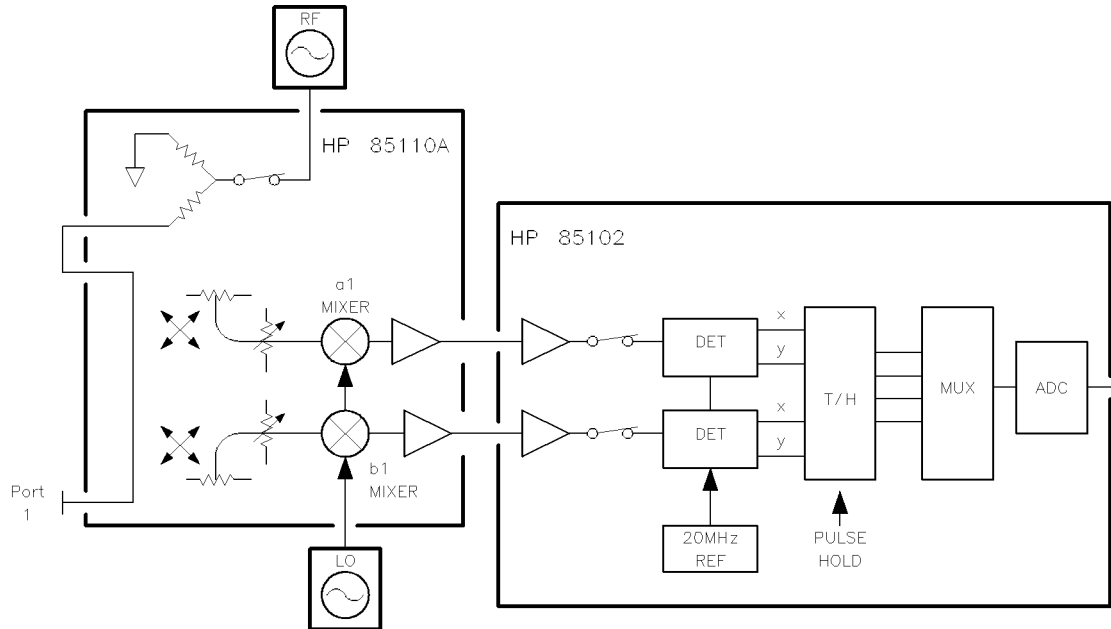 RF
HP 85110A
HP 85102
a1
MIXER
x
y
DET
T/H
MUX
ADC
x
y
DET
b1
MIXER
Port
1
20MHz
REF
PULSE
HOLD
LO